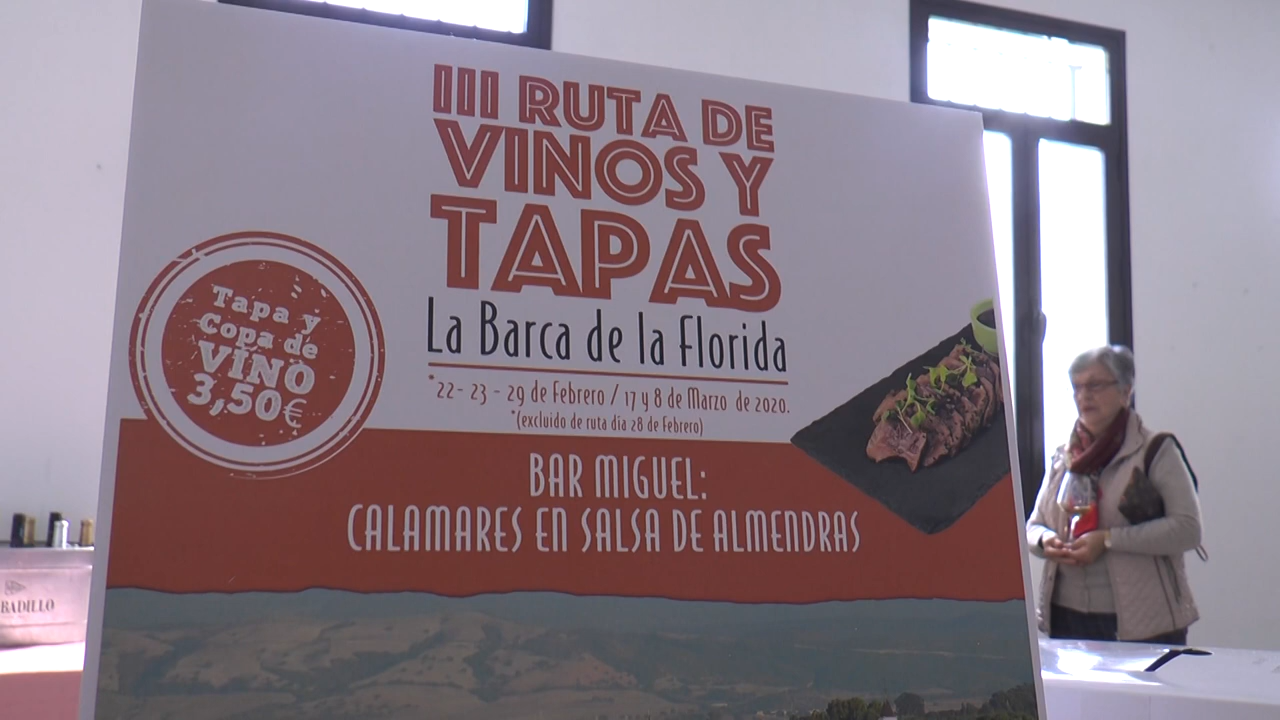 III RUTA DE
VINOS Y
TAPAS
La Barca de la Florida
*22- 23 - 29 de Febrero / 17 y 8 de Marzo de 2020.
*(excluido de ruta día 28 de Febrero)
Tapa y
Copa de
VINO
3,50€
BAR MIGUEL:
CALAMARES EN SALSA DE ALMENDRAS
BADILLO